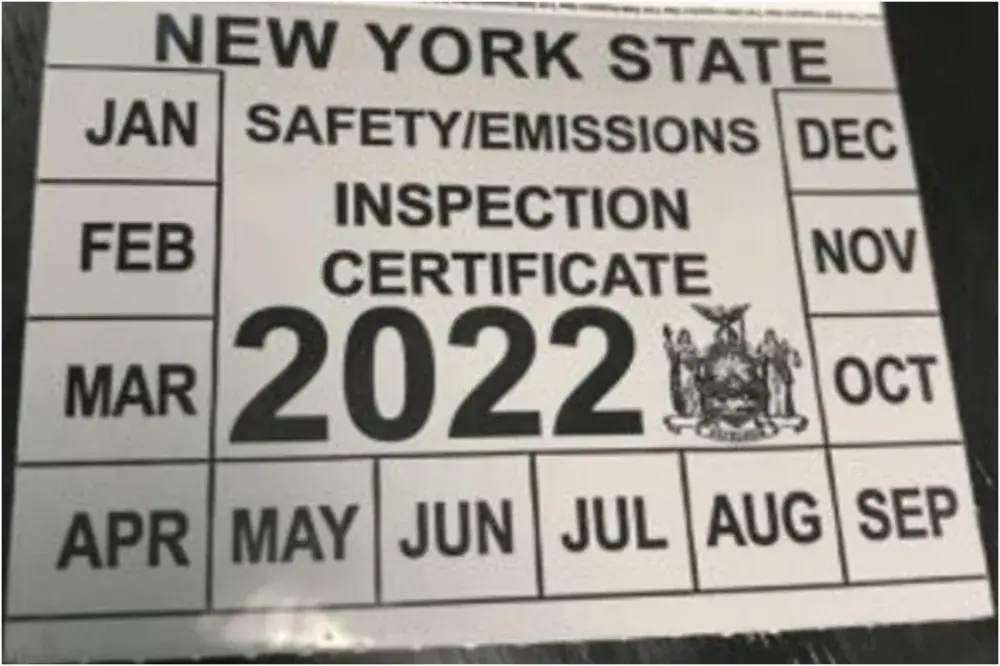 NEW YORK STATE
JAN
SAFETY/EMISSIONS
DEC
INSPECTION
FEB
CERTIFICATE
NOV
MAR
2022
OCT
APR MAY JUN JUL AUG SEP